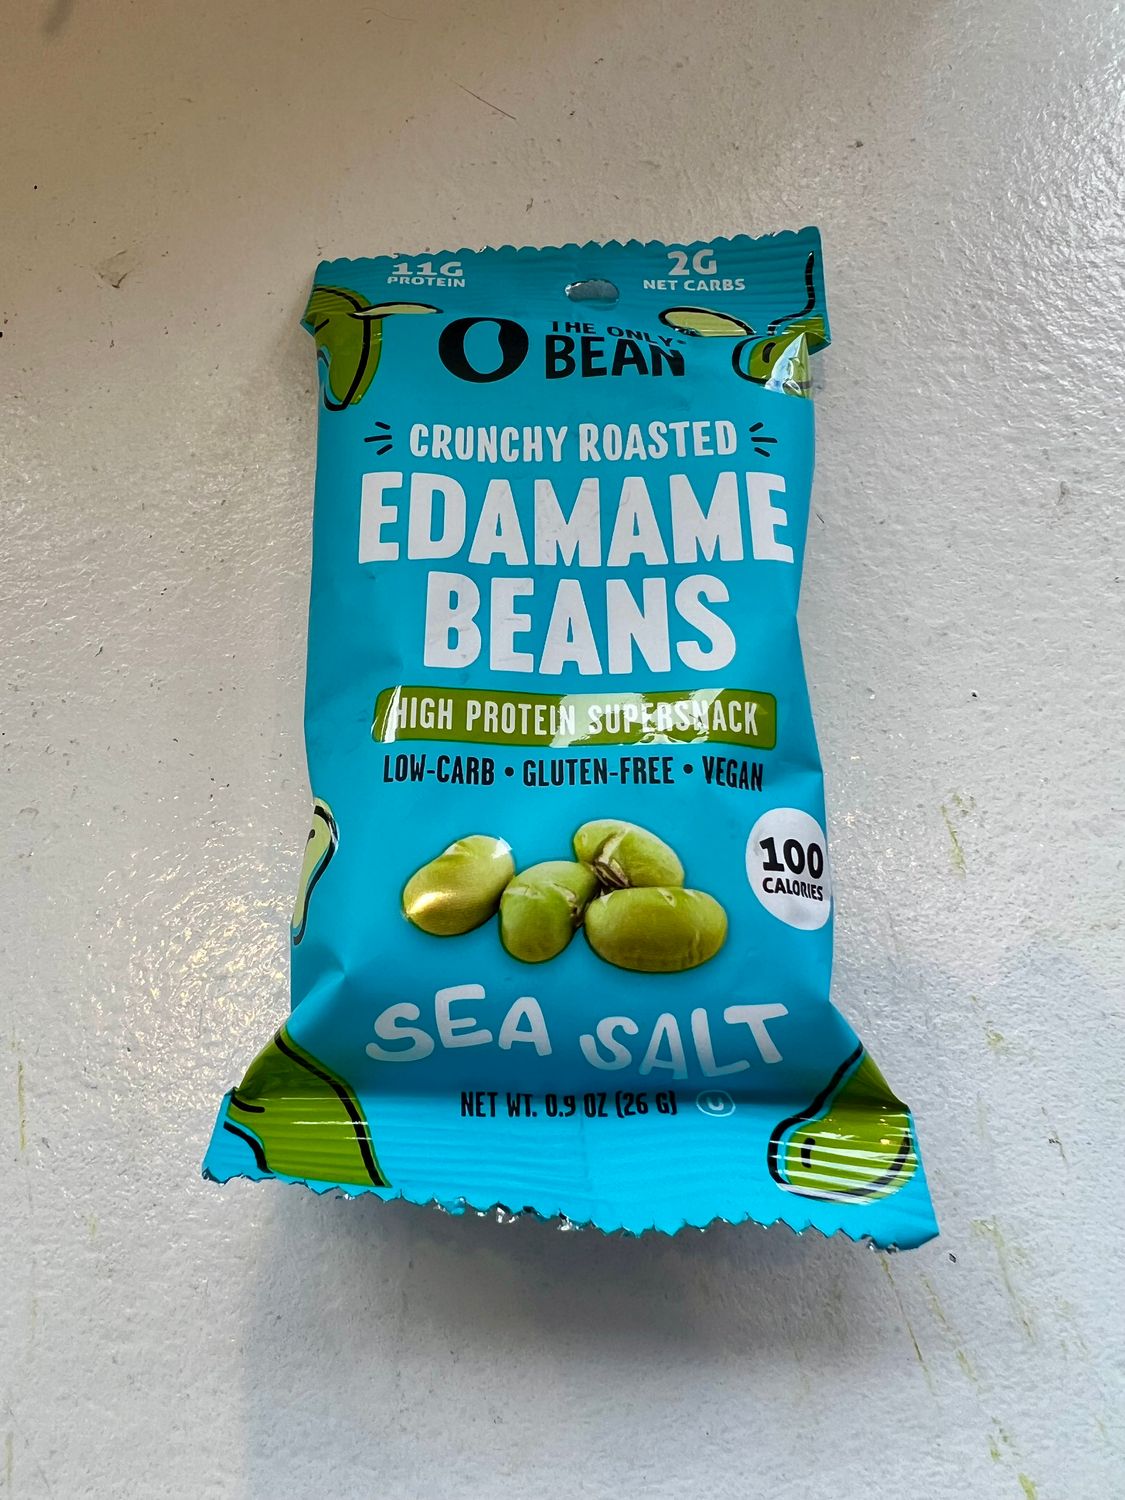 11G
PROTEIN
2G
NET CARBS
THE ONLY
BEAN
CRUNCHY ROASTED
EDAMAME
BEANS
HIGH PROTEIN SUPERSNACK
LOW-CARB • GLUTEN-FREE • VEGAN
100
CALORIES
SEA SALT
NET WT. 0.9 OZ (26 G) U